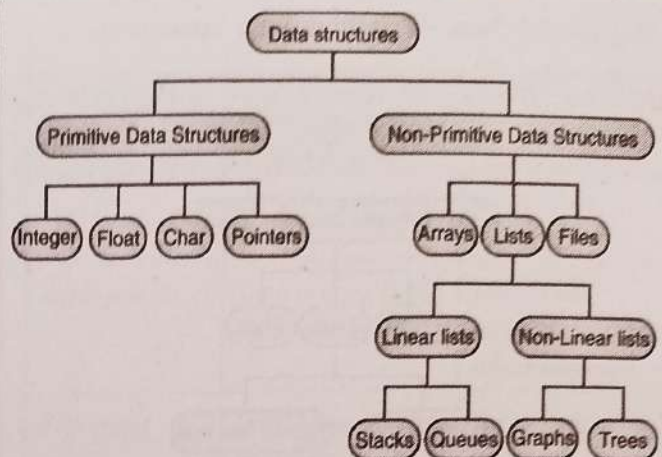 Data structures
Primitive Data Structures Non-Primitive Data Structures
Integer Float Char Pointers Arrays Lists Files
Linear lists Non-Linear lists
Stacks Queues Graphs Trees